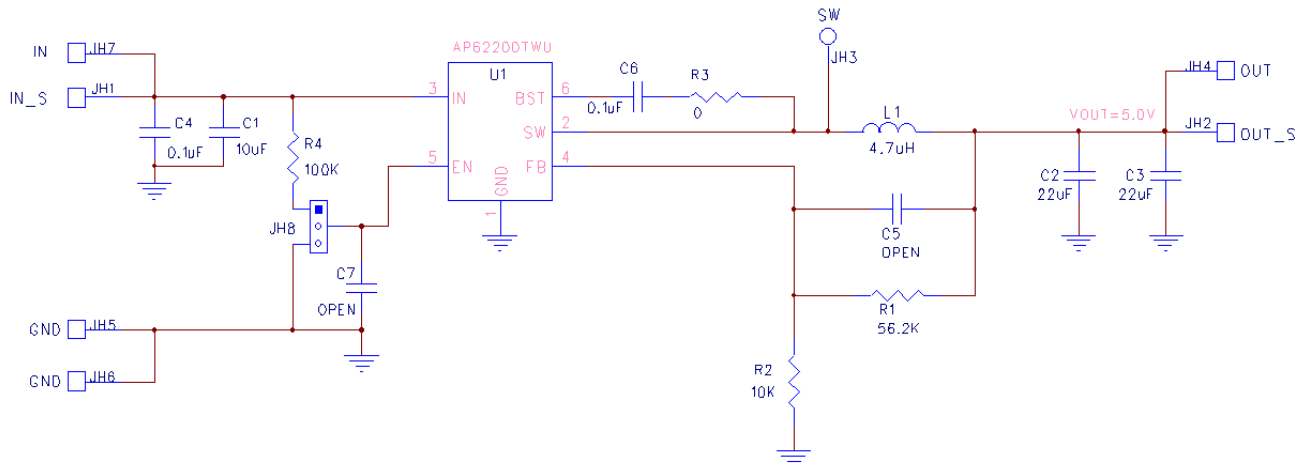 SW
AP62200TWU
IN
JH7
U1
C6
R3
JH3
JH4
OUT
IN_S
JH1
3
IN
BST
6
0.1uF
0
L1
VOUT=5.0V
JH2
OUT_S
C4
C1
SW
2
0.1uF
10uF
R4
100K
5
EN
FB
4
4.7uH
GND
1
C2
22uF
C3
22uF
JH8
C5
OPEN
C7
OPEN
R1
56.2K
GND
JH5
GND
JH6
R2
10K